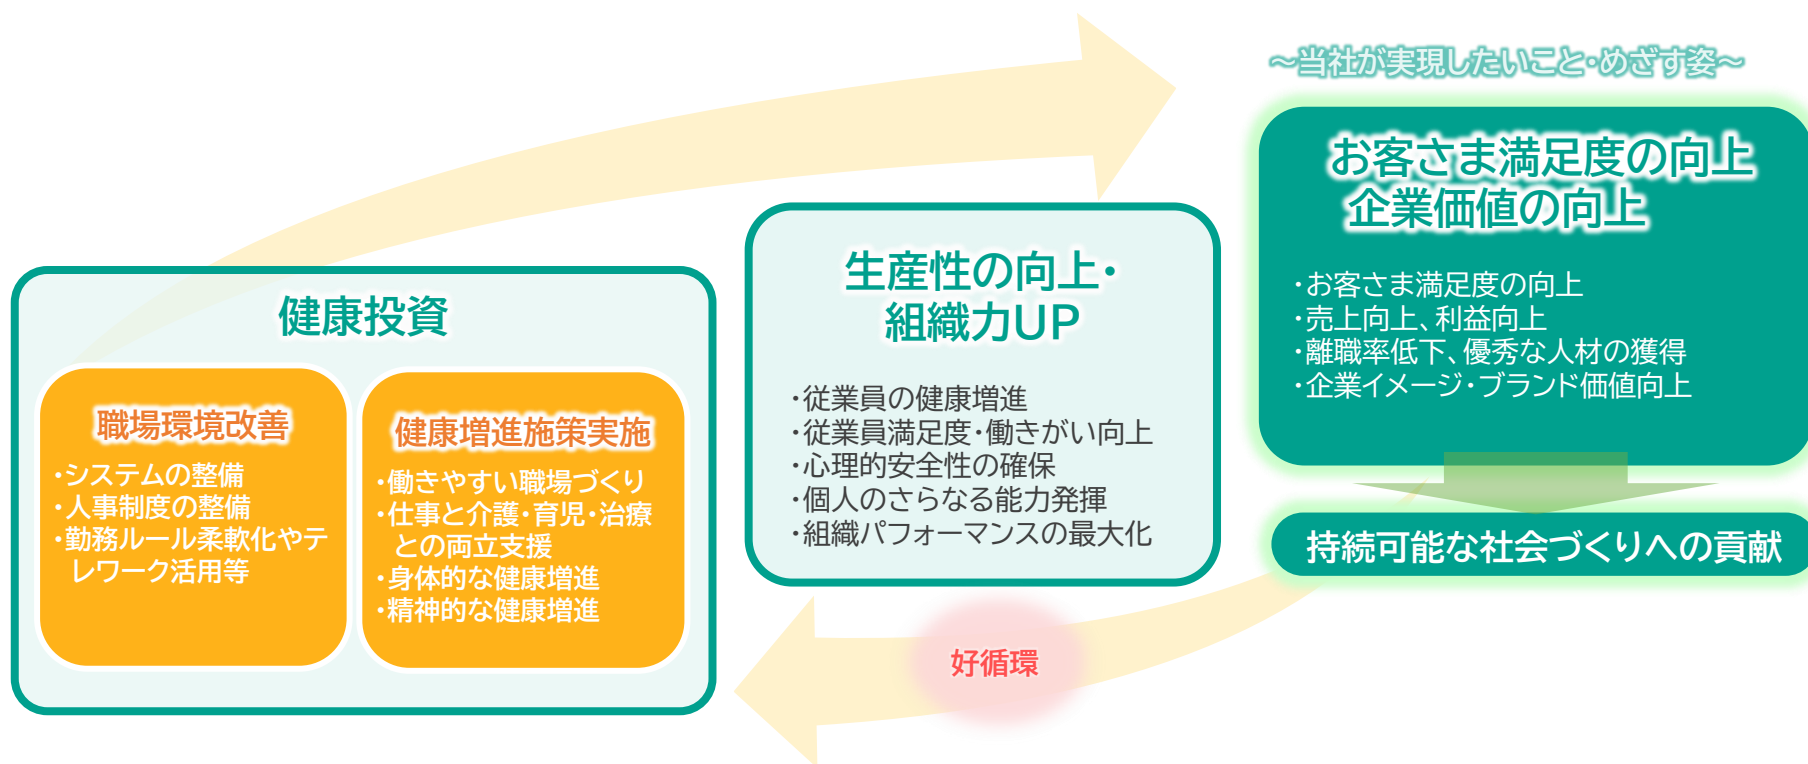 ～当社が実現したいこと・めざす姿～
お客さま満足度の向上
企業価値の向上
・お客さま満足度の向上
・売上向上、利益向上
・離職率低下、優秀な人材の獲得
・企業イメージ・ブランド価値向上
持続可能な社会づくりへの貢献
生産性の向上・
組織力UP
・従業員の健康増進
・従業員満足度・働きがい向上
・心理的安全性の確保
・個人のさらなる能力発揮
・組織パフォーマンスの最大化
健康投資
職場環境改善
・システムの整備
・人事制度の整備
・勤務ルール柔軟化やテ
レワーク活用等
健康増進施策実施
・働きやすい職場づくり
・仕事と介護・育児・治療
との両立支援
・身体的な健康増進
・精神的な健康増進
好循環